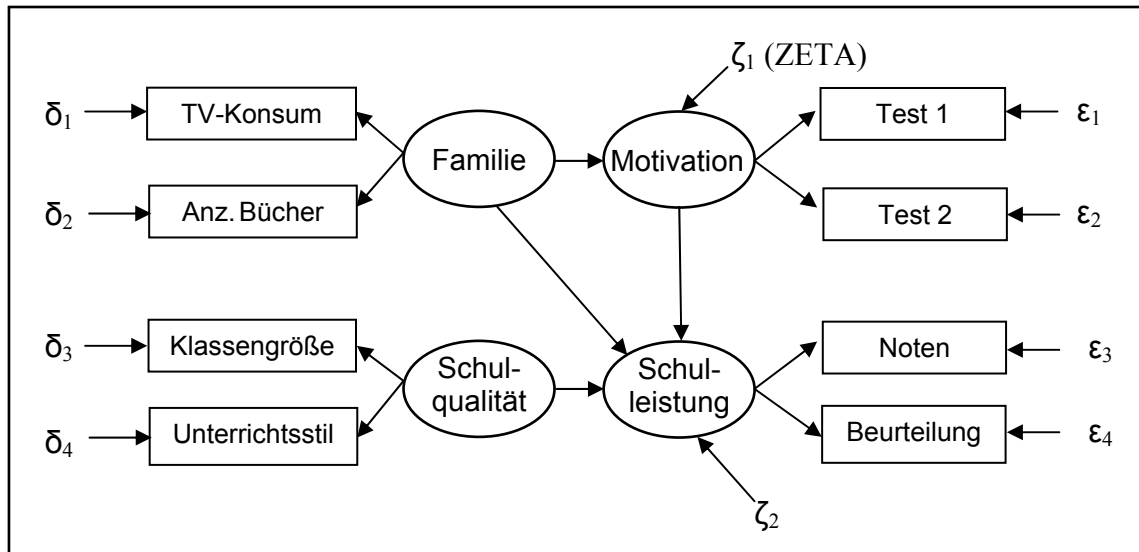 ζ1 (ZETA)
δ1
TV-Konsum
Familie
Motivation
Test 1
ε1
δ2
Anz. Bücher
Test 2
ε2
δ3
Klassengröße
Schul-
qualität
Schul-
leistung
Noten
ε3
δ4
Unterrichtsstil
Beurteilung
ε4
ζ2